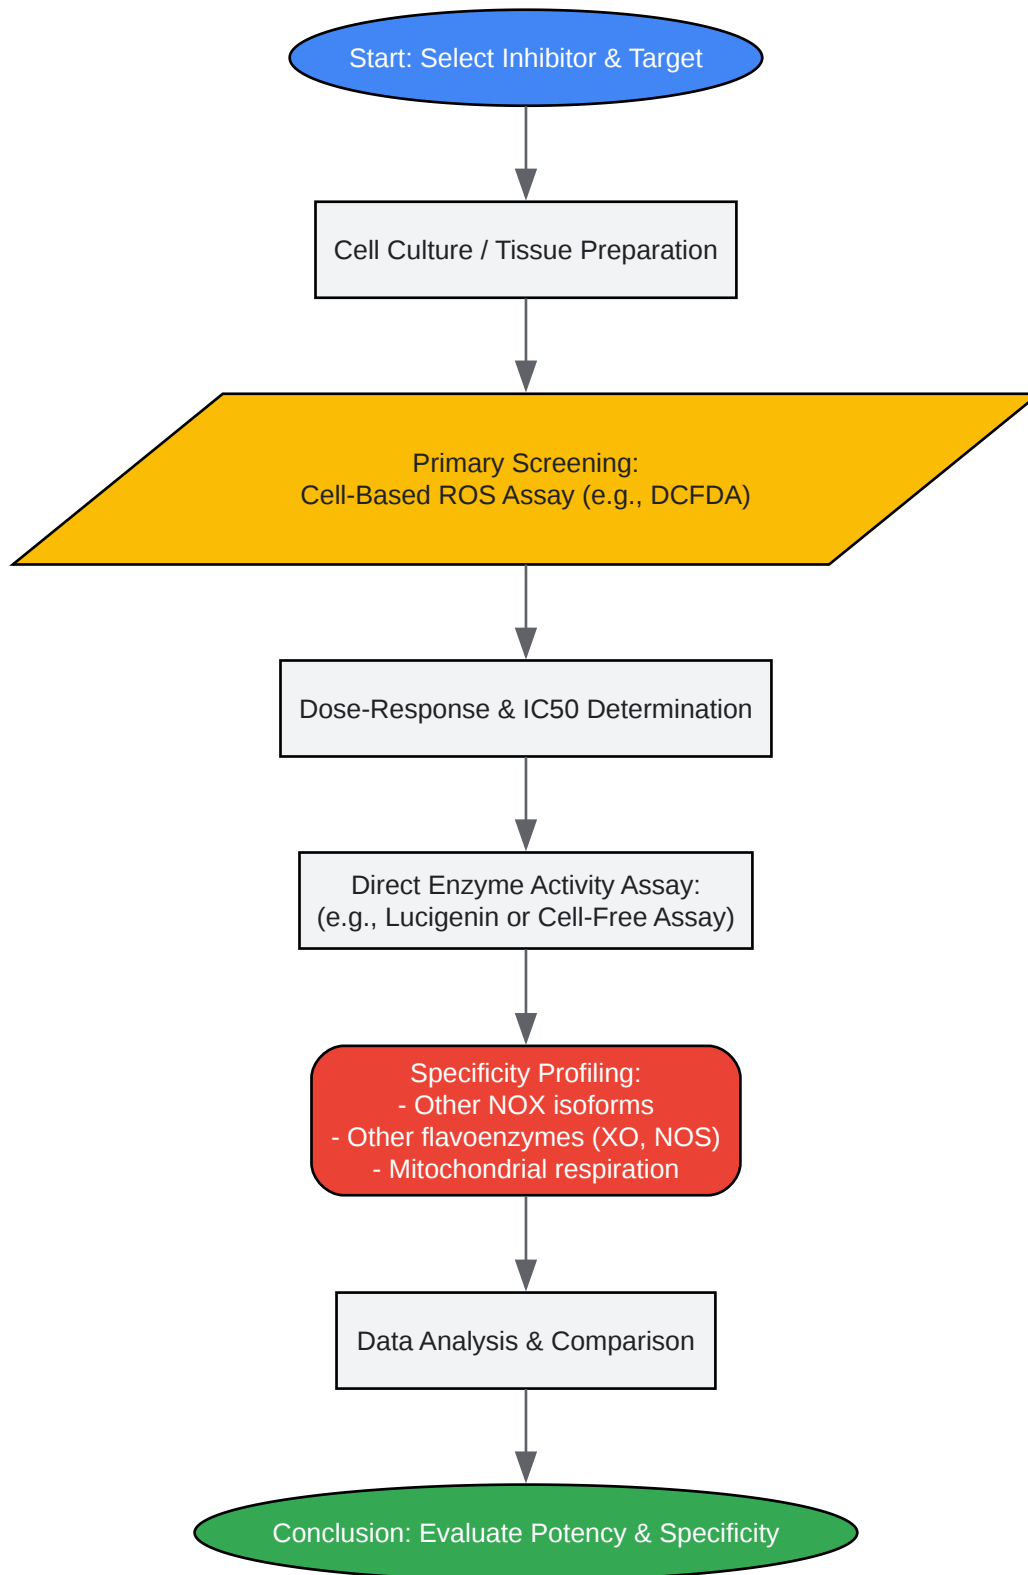 Start: Select Inhibitor & Target
Cell Culture / Tissue Preparation
Primary Screening:
Cell-Based ROS Assay (e.g., DCFDA)
Dose-Response & IC50 Determination
Direct Enzyme Activity Assay:
(e.g., Lucigenin or Cell-Free Assay)
Specificity Profiling:
- Other NOX isoforms
- Other flavoenzymes (XO, NOS)
- Mitochondrial respiration
Data Analysis & Comparison
Conclusion: Evaluate Potency & Specificity